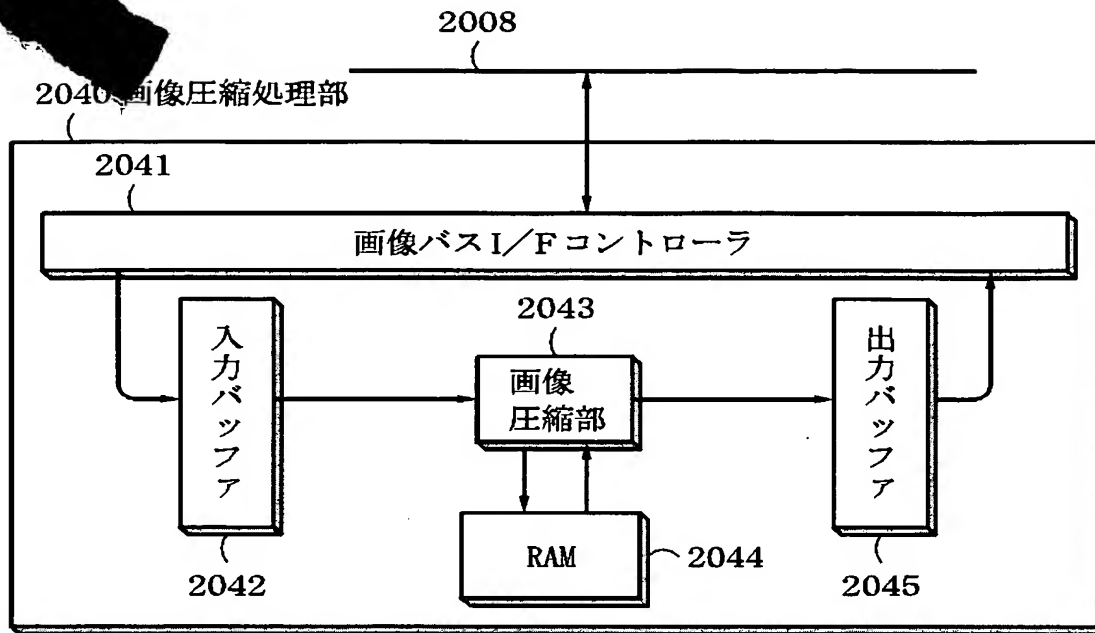 2008
2040 画像圧縮処理部
2041
画像バスI/Fコントローラ
入力バッファ
2043
画像
圧縮部
出力バッファ
RAM
2042
2044
2045